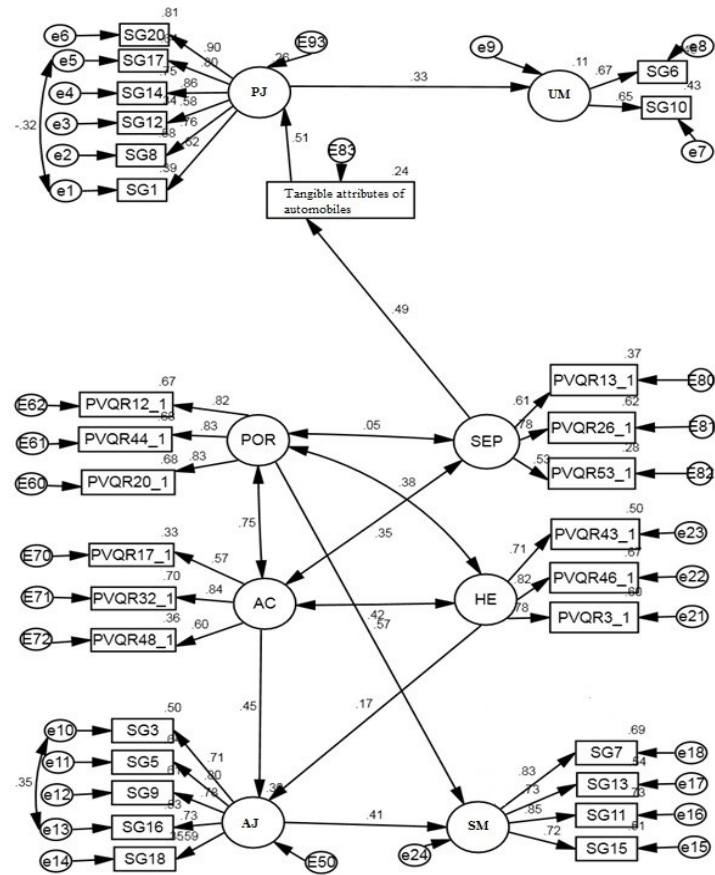 .81
e6
SG20
.90
E93
.26
e5
SG17
.80
.75
e4
SG14
.86
.58
e3
SG12
.76
e2
SG8
.39
e1
SG1
-.32
PJ
.33
e9
.11
UM
.67
SG6
e8
.43
.65
SG10
e7
.51
E83
.24
Tangible attributes of
automobiles
.49
.67
E62
PVQR12_1
.82
E61
PVQR44_1
.83
.68
E60
PVQR20_1
.83
POR
.05
SEP
.37
.61
PVQR13_1
E80
.62
.78
PVQR26_1
E81
.28
.53
PVQR53_1
E82
.38
.75
.35
.33
E70
PVQR17_1
.57
.70
E71
PVQR32_1
.84
.36
E72
PVQR48_1
.60
AC
.42
.57
HE
.50
.71
PVQR43_1
e23
.67
.82
PVQR46_1
e22
.78
PVQR3_1
e21
.45
.17
.50
e10
SG3
.71
e11
SG5
.80
e12
SG9
.78
e13
SG16
.73
e14
SG18
.3559
.35
AJ
E50
.41
SM
e24
.69
.83
SG7
e18
.73
SG13
e17
.73
.85
SG11
e16
.72
SG15
e15